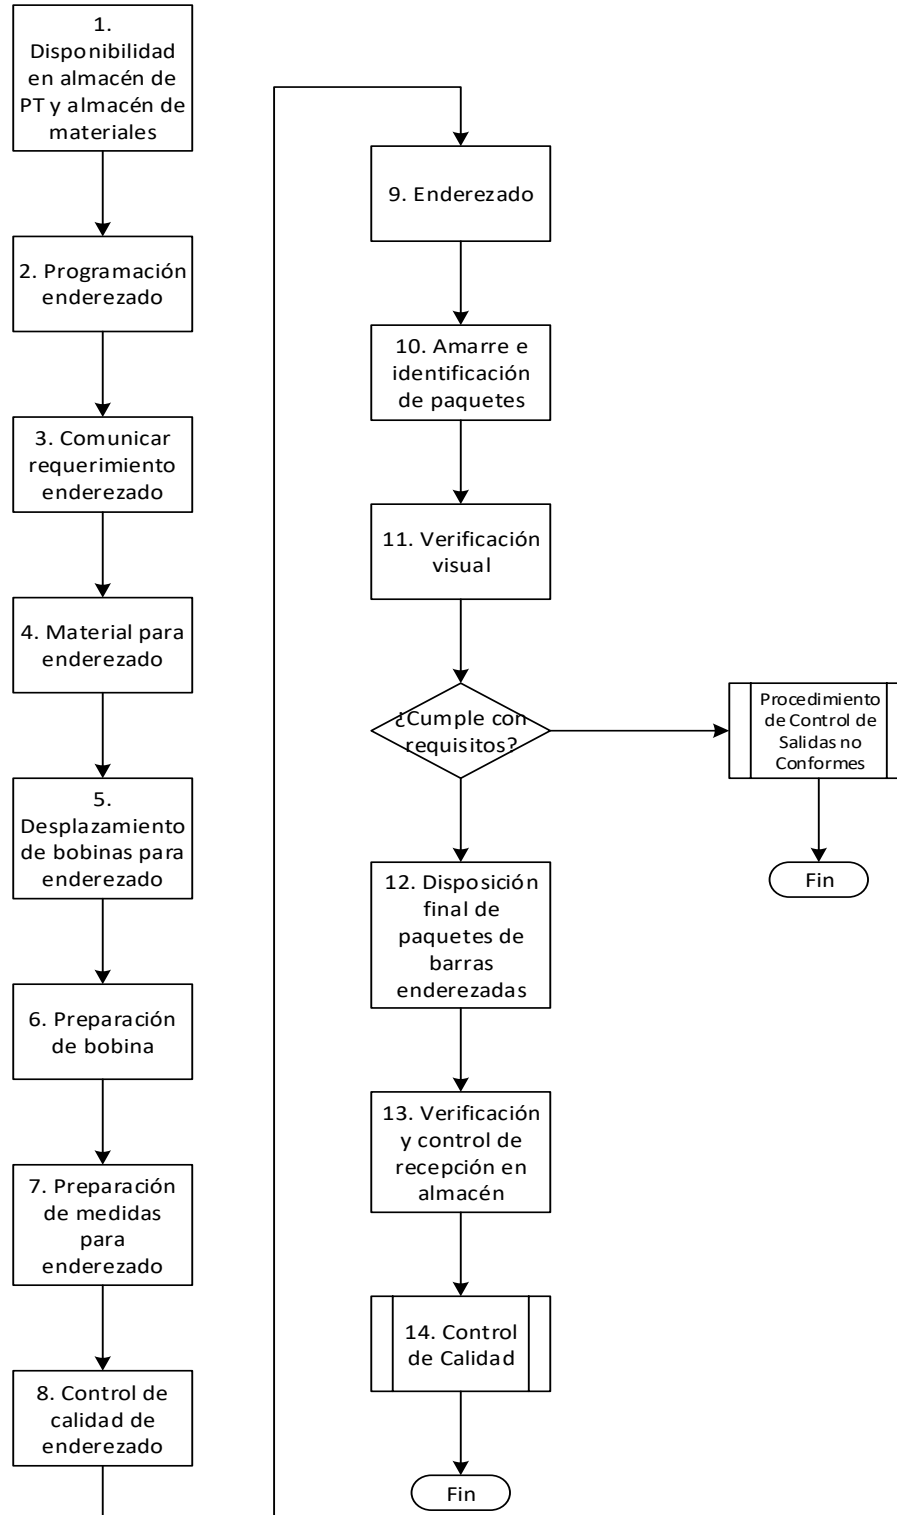 1.
Disponibilidad
en almacén de
PT y almacén de
materiales
2. Programación
enderezado
3. Comunicar
requerimiento
enderezado
4. Material para
enderezado
5.
Desplazamiento
de bobinas para
enderezado
6. Preparación
de bobina
7. Preparación
de medidas
para
enderezado
8. Control de
calidad de
enderezado
9. Enderezado
10. Amarre e
identificación
de paquetes
11. Verificación
visual
¿Cumple con
requisitos?
Procedimiento
de Control de
Salidas no
Conformes
Fin
12. Disposición
final de
paquetes de
barras
enderezadas
13. Verificación
y control de
recepción en
almacén
14. Control
de Calidad
Fin